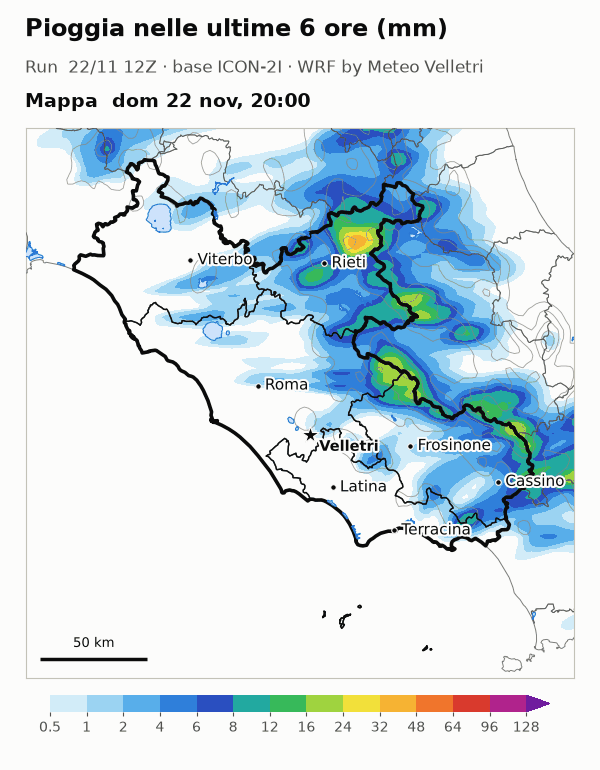 Pioggia nelle ultime 6 ore (mm)
Run  22/11 12Z · base ICON-2I · WRF by Meteo Velletri
Mappa  dom 22 nov, 20:00
Viterbo
Rieti
Roma
Velletri
Frosinone
Cassino
Latina
Terracina
50 km
0.5 1 2 4 6 8 12 16 24 32 48 64 96 128